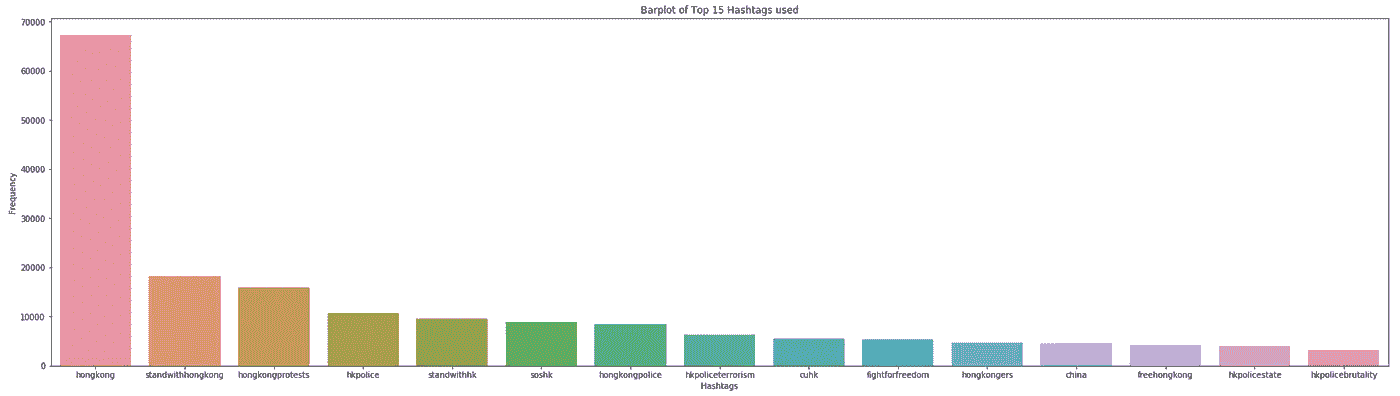 Barplot of Top 15 Hashtags used
70000
60000
50000
40000
30000
20000
10000
0
Frequency
hongkong standwithhongkong hongkongprotests hkpolice standwithhk soshk hongkongpolice hkpoliceterrorism cuhk fightforfreedom hongkongers china freehongkong hkpolicestate hkpolicebrutality
Hashtags